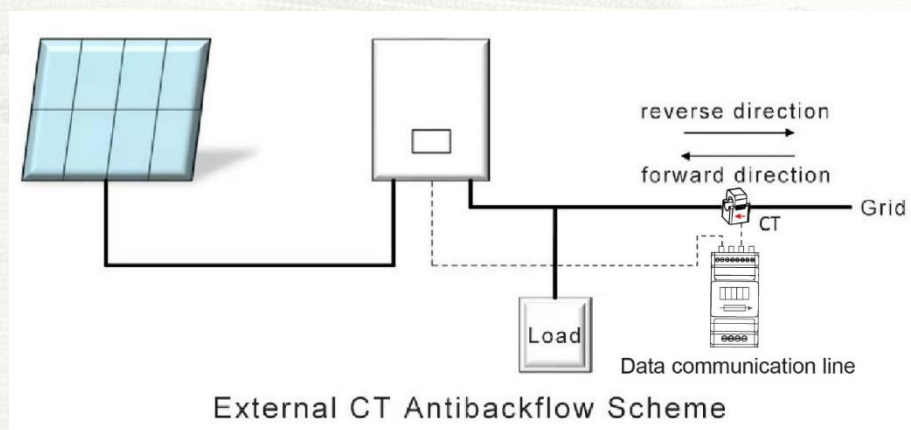 reverse direction
forward direction
Grid
CT
Load
Data communication line
External CT Antibackflow Scheme